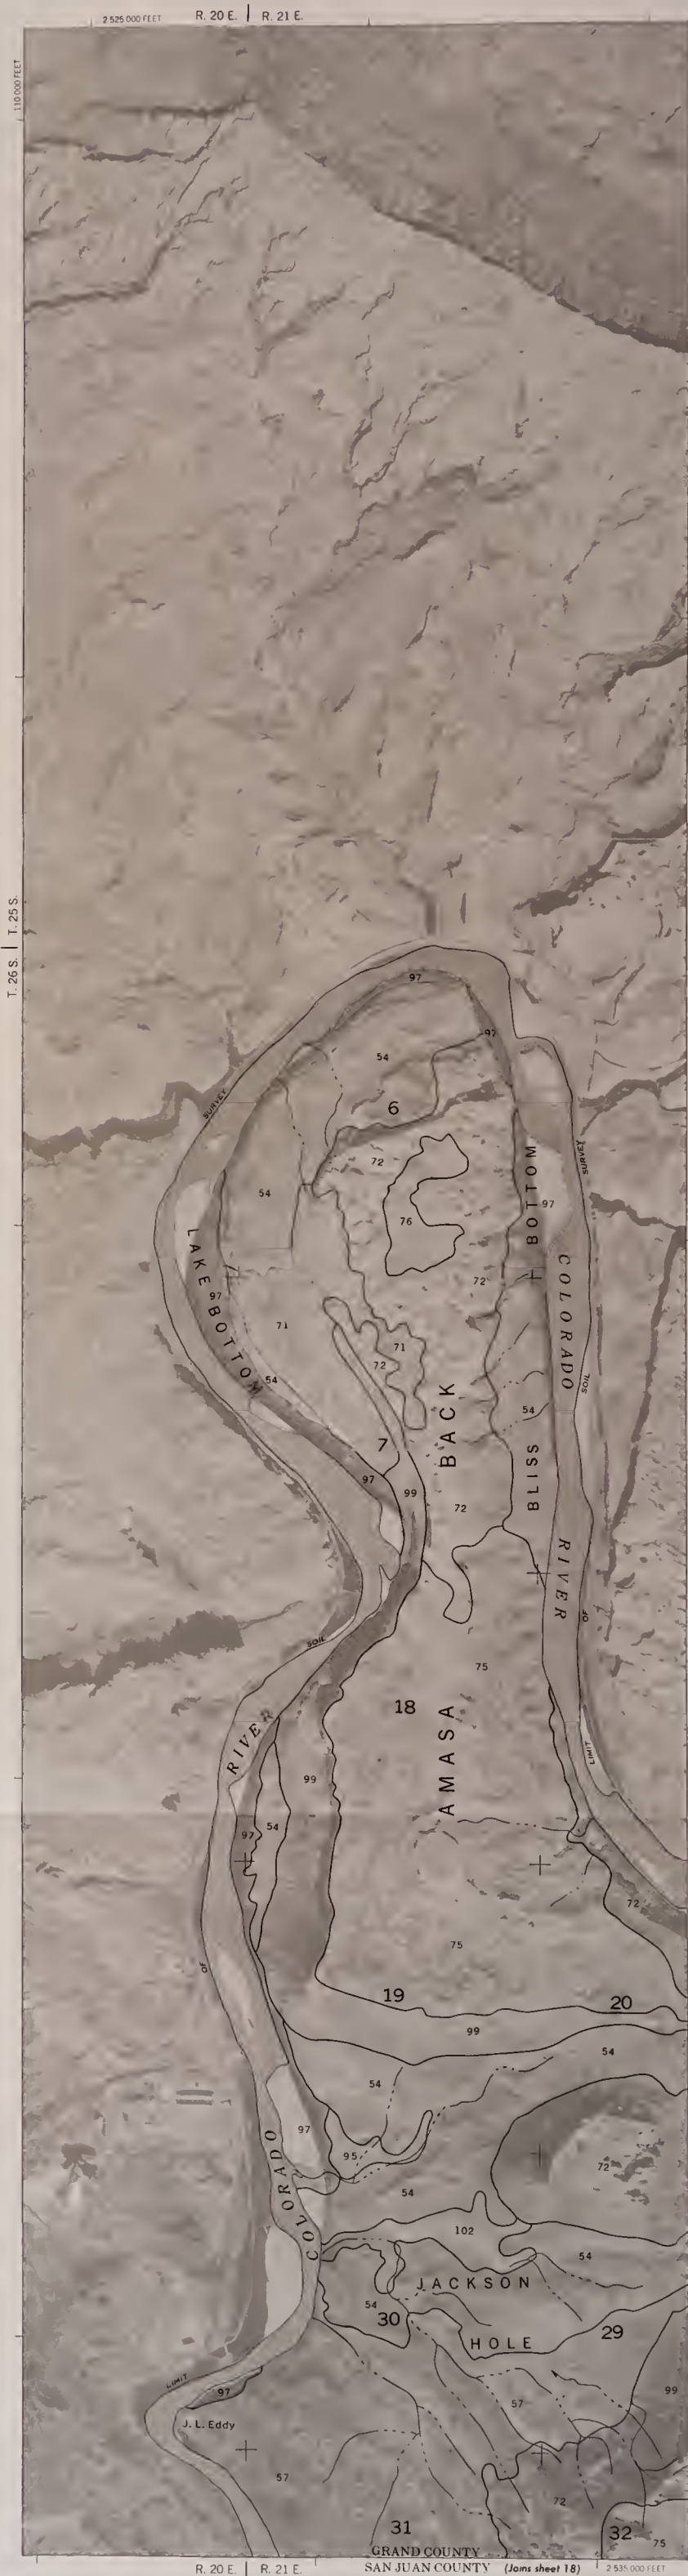 2 525 000 FEET
R. 20 E. | R. 21 E.
110 000 FEET
T. 26 S. | T. 25 S.
97
97
54
6
SURVEY
72
SURVEY
54
76
97
BOTTOM
LAKE BOTTOM
72
97
COLORADO
71
71
72
54
SOIL
54
BACK
7
BLISS
97
99
72
RIVER
OF
SOIL
75
18
RIVER
AMASA
LIMIT
99
54
97
72
75
OF
19
20
99
54
54
97
95
72
COLORADO
54
102
54
JACKSON
54
30
29
HOLE
LIMIT
97
57
99
J. L. Eddy
57
72
31
32
75
GRAND COUNTY
SAN JUAN COUNTY
(Joins sheet 18)
R. 20 E. | R. 21 E.
2 535 000 FEET